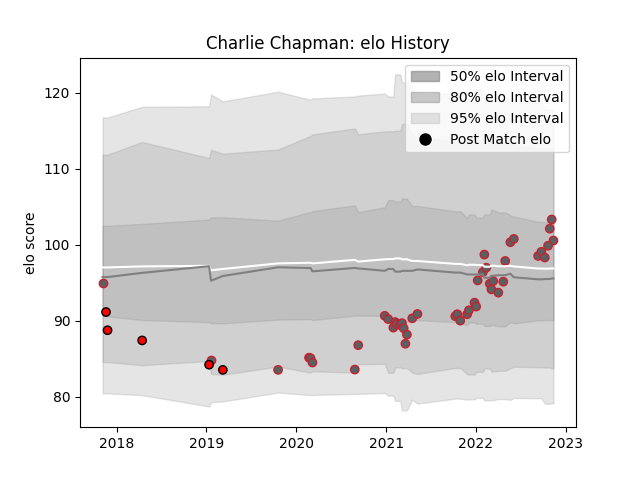 Charlie Chapman: elo History
50% elo Interval
80% elo Interval
95% elo Interval
Post Match elo
elo score
120
110
100
90
80
2018
2019
2020
2021
2022
2023